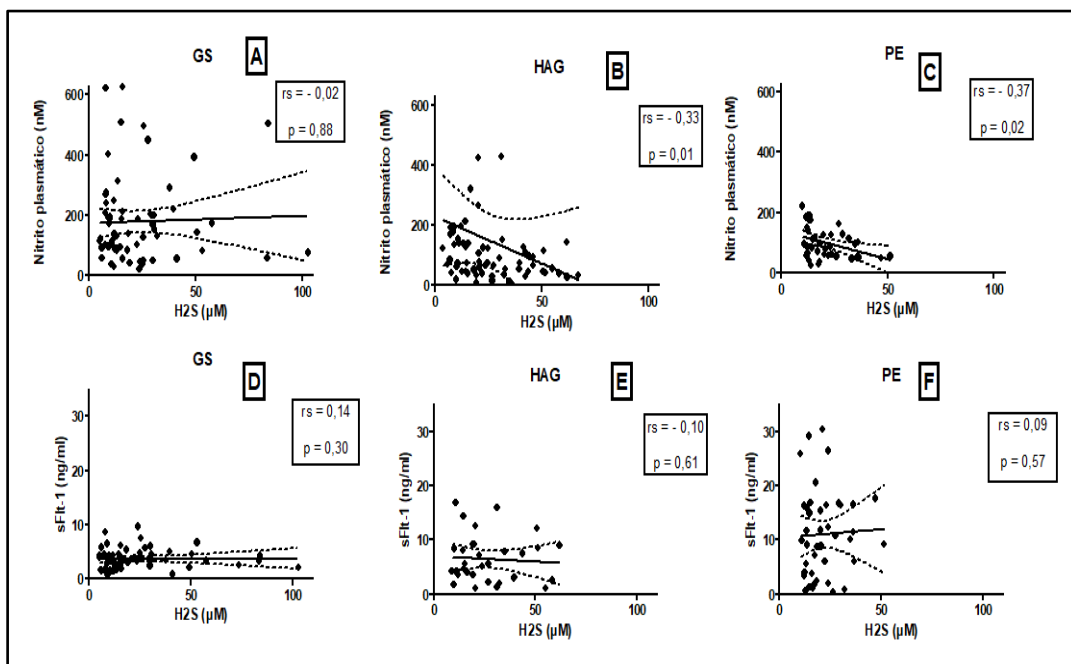 GS
A
Nitrito plasmático (nM)
600
400
200
0
0
50
100
H2S (µM)
rs = - 0,02
p = 0,88
HAG
B
Nitrito plasmático (nM)
600
400
200
0
0
50
100
H2S (µM)
rs = - 0,33
p = 0,01
PE
C
Nitrito plasmático (nM)
600
400
200
0
0
50
100
H2S (µM)
rs = - 0,37
p = 0,02
GS
D
sFlt-1 (ng/ml)
30
20
10
0
0
50
100
H2S (µM)
rs = 0,14
p = 0,30
HAG
E
sFlt-1 (ng/ml)
30
20
10
0
0
50
100
H2S (µM)
rs = - 0,10
p = 0,61
PE
F
sFlt-1 (ng/ml)
30
20
10
0
0
50
100
H2S (µM)
rs = 0,09
p = 0,57